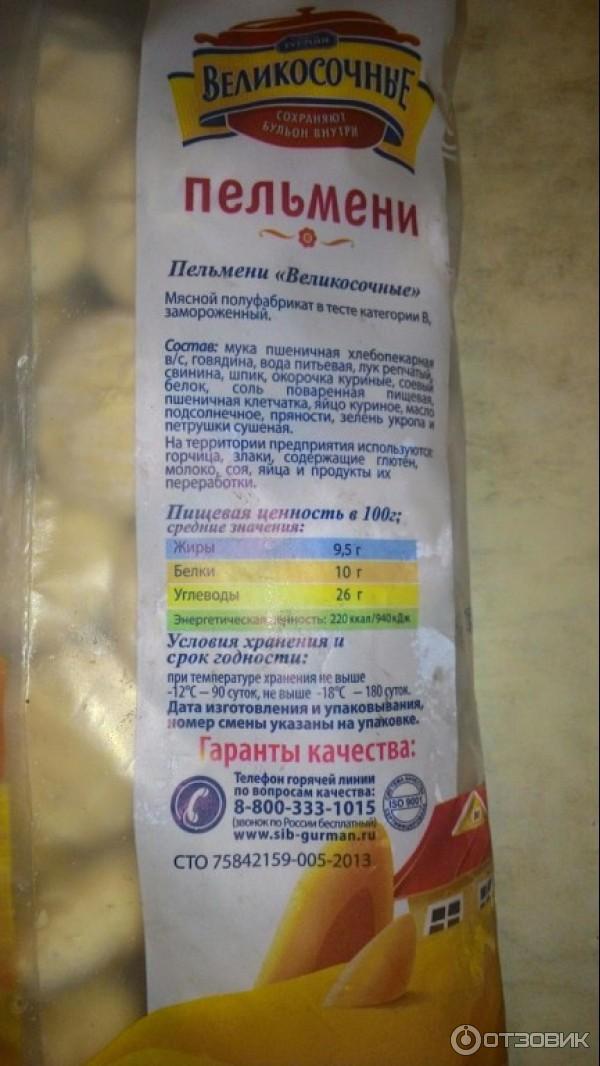 ВЕЛИКОСОЧНЫЕ
СОХРАНЯЮТ
БУЛЬОН ВНУТРИ
пельмени
Пельмени «Великосочные»
Мясной полуфабрикат в тесте категории В,
замороженный.
Состав: мука пшеничная хлебопекарная
в/с, говядина, вода питьевая, лук репчатый,
свинина, шпик, окорочка куриные, соевый
белок, соль поваренная пищевая,
пшеничная клетчатка, яйцо куриное, масло
подсолнечное, пряности, зелень укропа и
петрушки сушеная.
На территории предприятия используются:
горчица, злаки, содержащие глютен,
молоко, соя, яйца и продукты их
переработки.
Пищевая ценность в 100г;
средние значения:
Жиры 9,5 г
Белки 10 г
Углеводы 26 г
Энергетическая ценность: 220 ккал/940 кДж
Условия хранения и
срок годности:
при температуре хранения не выше
-12°С — 90 суток, не выше -18°С — 180 суток.
Дата изготовления и упаковывания,
номер смены указаны на упаковке.
Гаранты качества:
Телефон горячей линии
по вопросам качества:
8-800-333-1015
(звонок по России бесплатный)
www.sib-gurman.ru
ISO 9001
СТО 75842159-005-2013
ОТЗОВИК